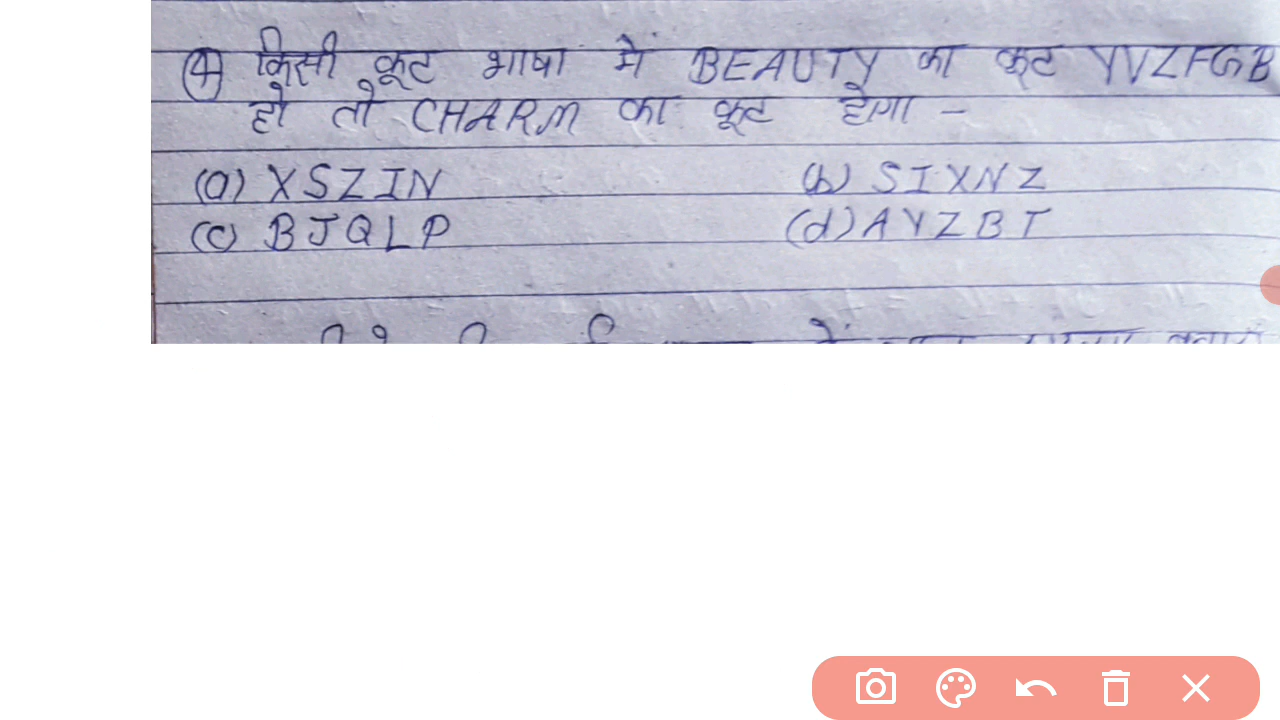 (4) किसी कूट भाषा में BEAUTY का कूट YVZFGB
हो तो CHARM का कूट होगा -
(a) XSZIN (b) SIXNZ
(c) BJQLP (d) AYZBT